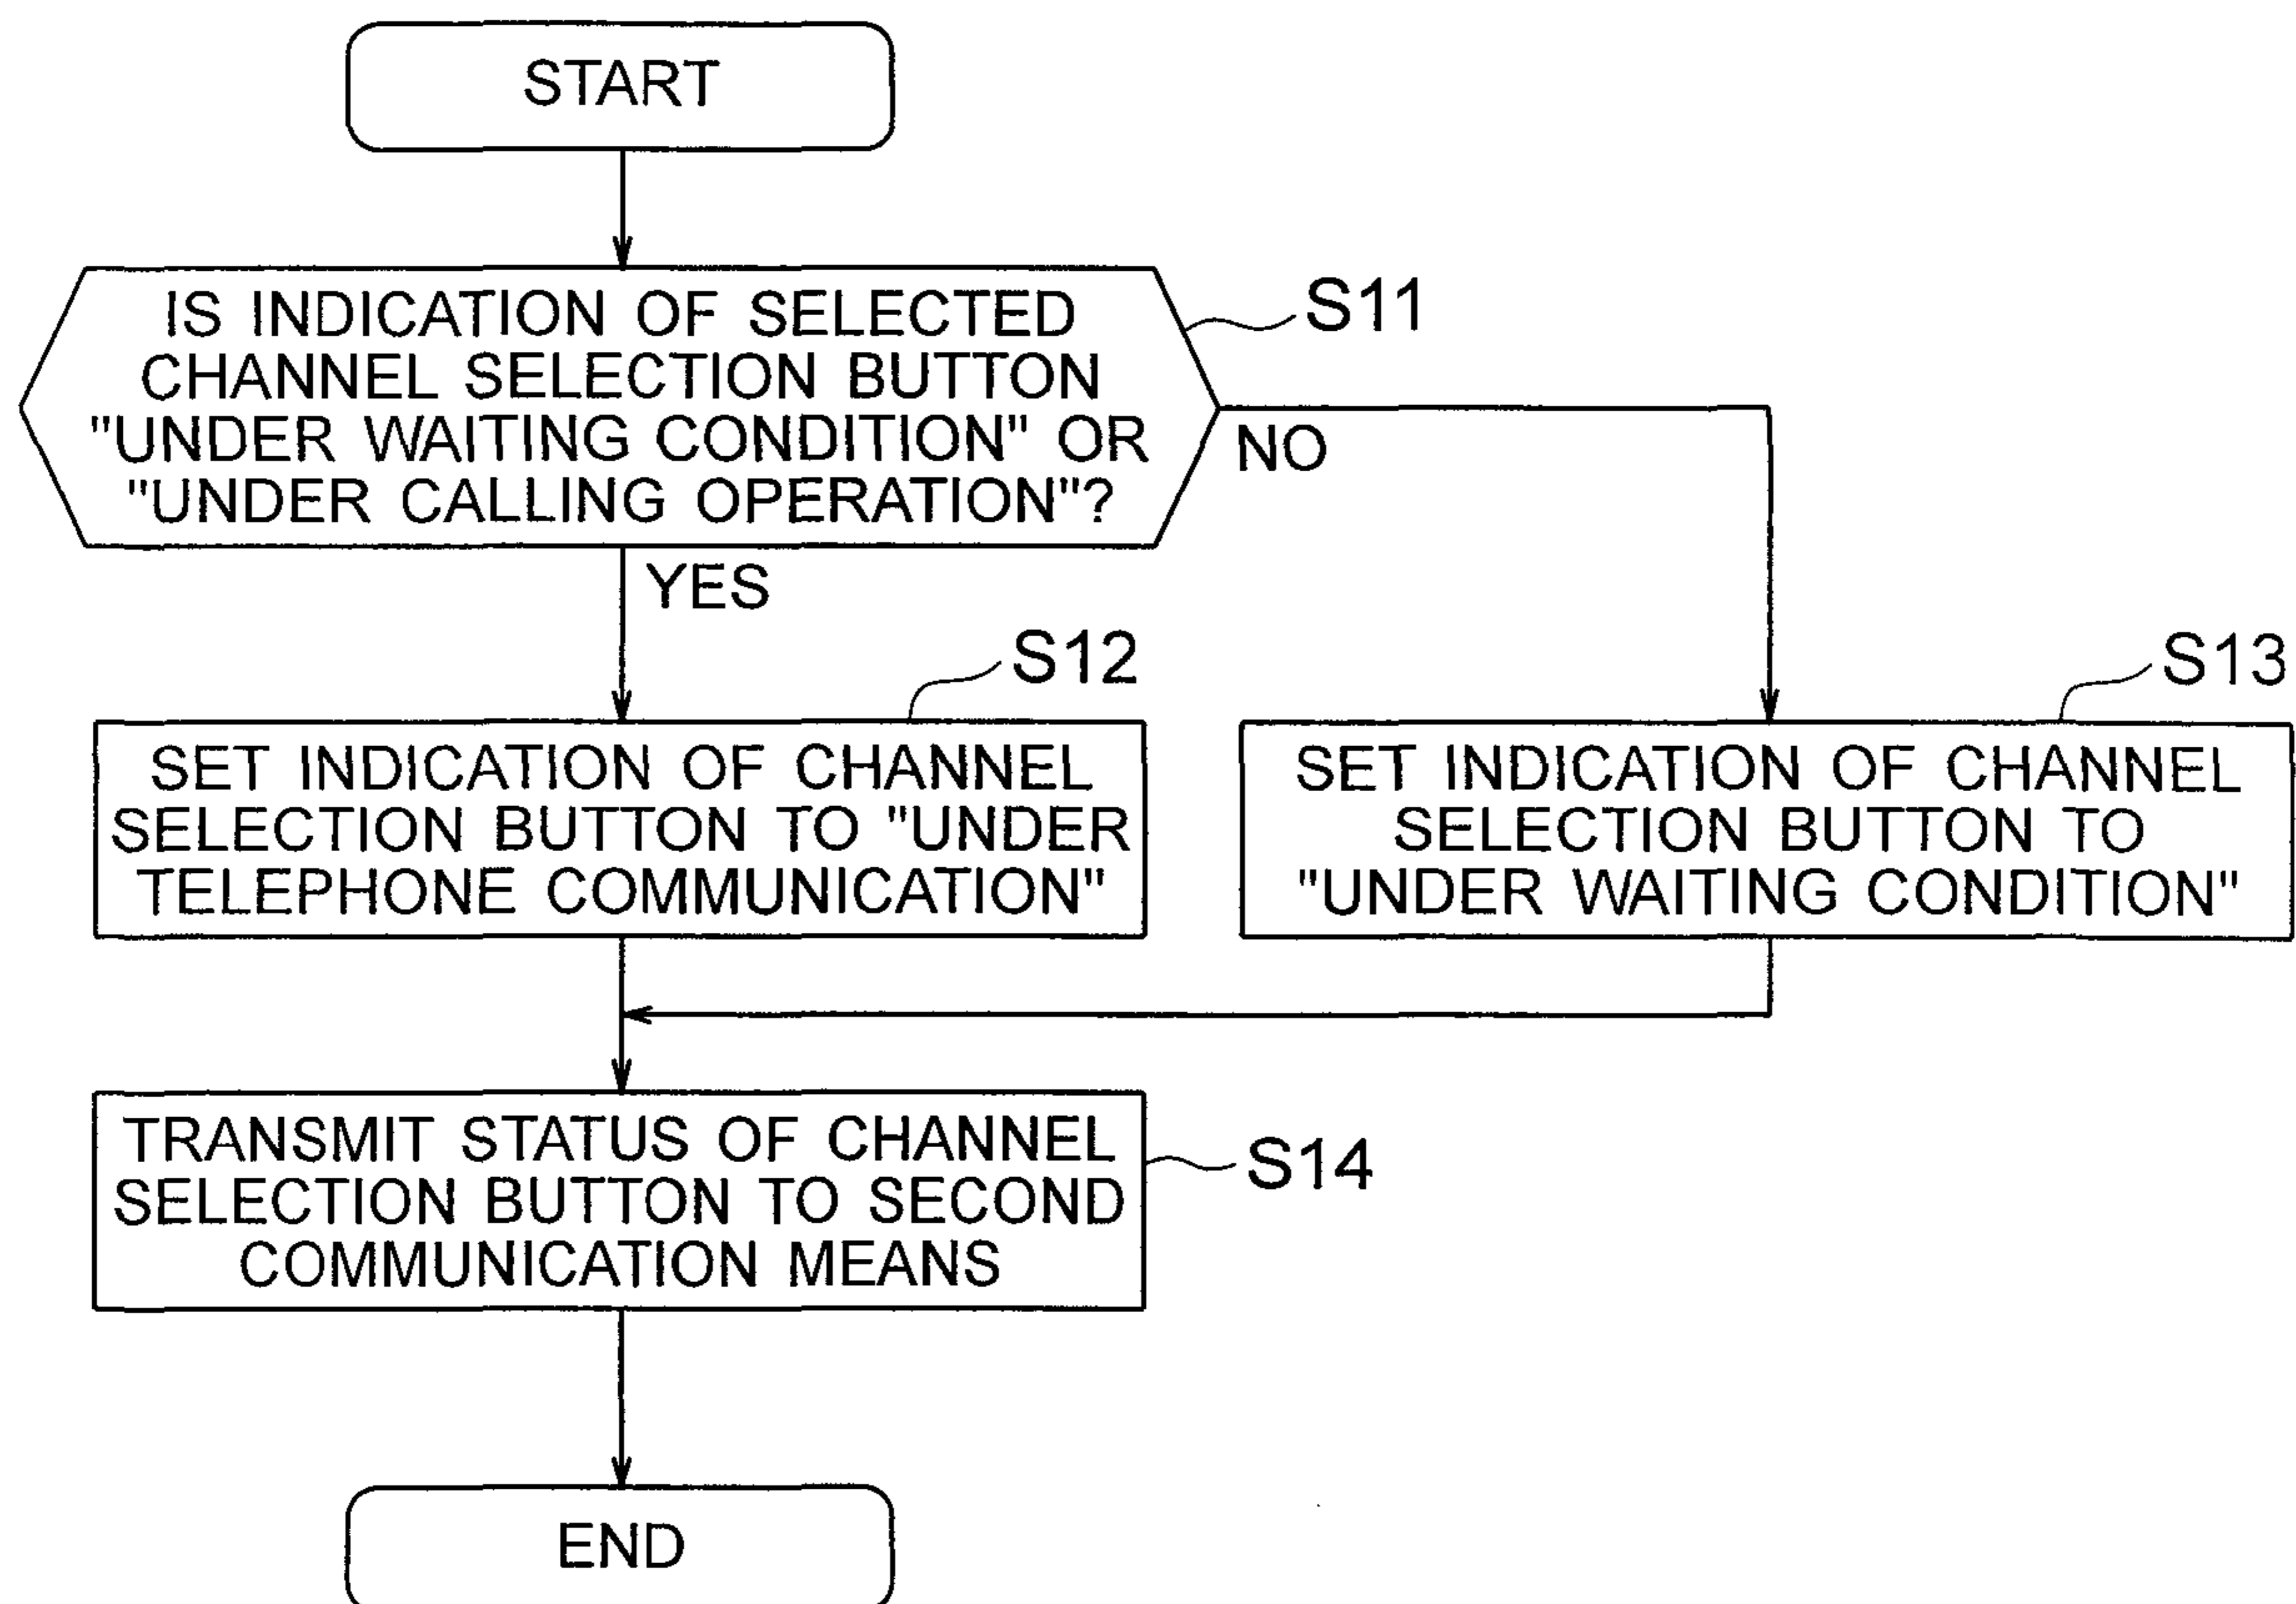 START
IS INDICATION OF SELECTED
CHANNEL SELECTION BUTTON
"UNDER WAITING CONDITION" OR
"UNDER CALLING OPERATION"?
S11
NO
YES
S12
SET INDICATION OF CHANNEL
SELECTION BUTTON TO "UNDER
TELEPHONE COMMUNICATION"
S13
SET INDICATION OF CHANNEL
SELECTION BUTTON TO
"UNDER WAITING CONDITION"
TRANSMIT STATUS OF CHANNEL
SELECTION BUTTON TO SECOND
COMMUNICATION MEANS
S14
END